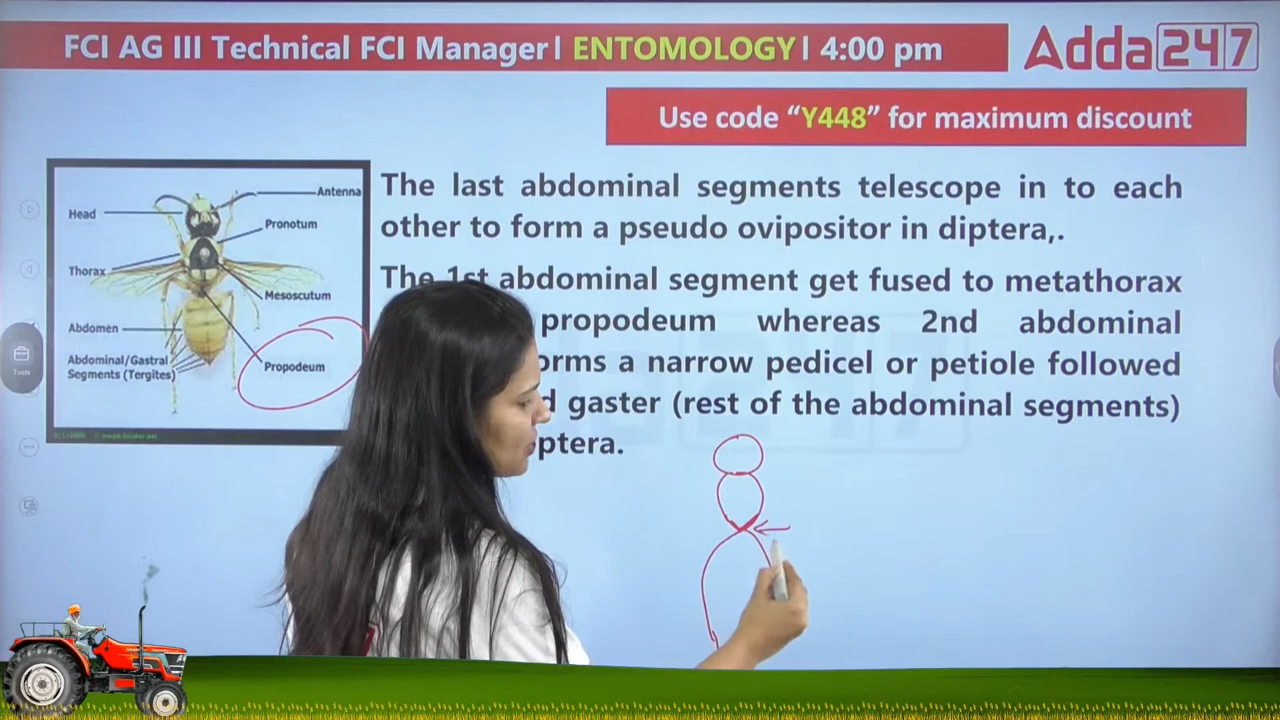 FCI AG III Technical FCI Manager| ENTOMOLOGY| 4:00 pm
Adda247
Use code “Y448” for maximum discount
Antenna
Head
Pronotum
Thorax
Mesoscutum
Abdomen
Abdominal/Gastral
Segments (Tergites)
Propodeum
The last abdominal segments telescope in to each
other to form a pseudo ovipositor in diptera,.
The 1st abdominal segment get fused to metathorax
propodeum whereas 2nd abdominal
orms a narrow pedicel or petiole followed
d gaster (rest of the abdominal segments)
ptera.
Tools